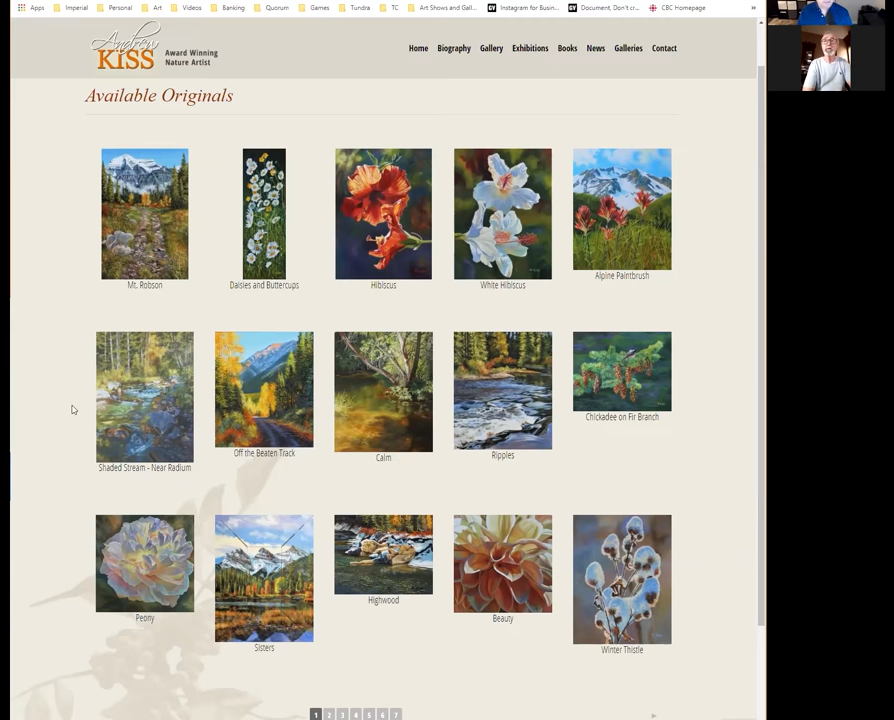 Apps Imperial Personal Art Videos Banking Quorum Games Tundra TC Art Shows and Gall... Instagram for Busin... Document, Don't cr... CBC Homepage »
Andrew
KISS
Award Winning
Nature Artist
Home Biography Gallery Exhibitions Books News Galleries Contact
Available Originals
Mt. Robson
Daisies and Buttercups
Hibiscus
White Hibiscus
Alpine Paintbrush
Shaded Stream - Near Radium
Off the Beaten Track
Calm
Ripples
Chickadee on Fir Branch
Peony
Sisters
Highwood
Beauty
Winter Thistle
1 2 3 4 5 6 7